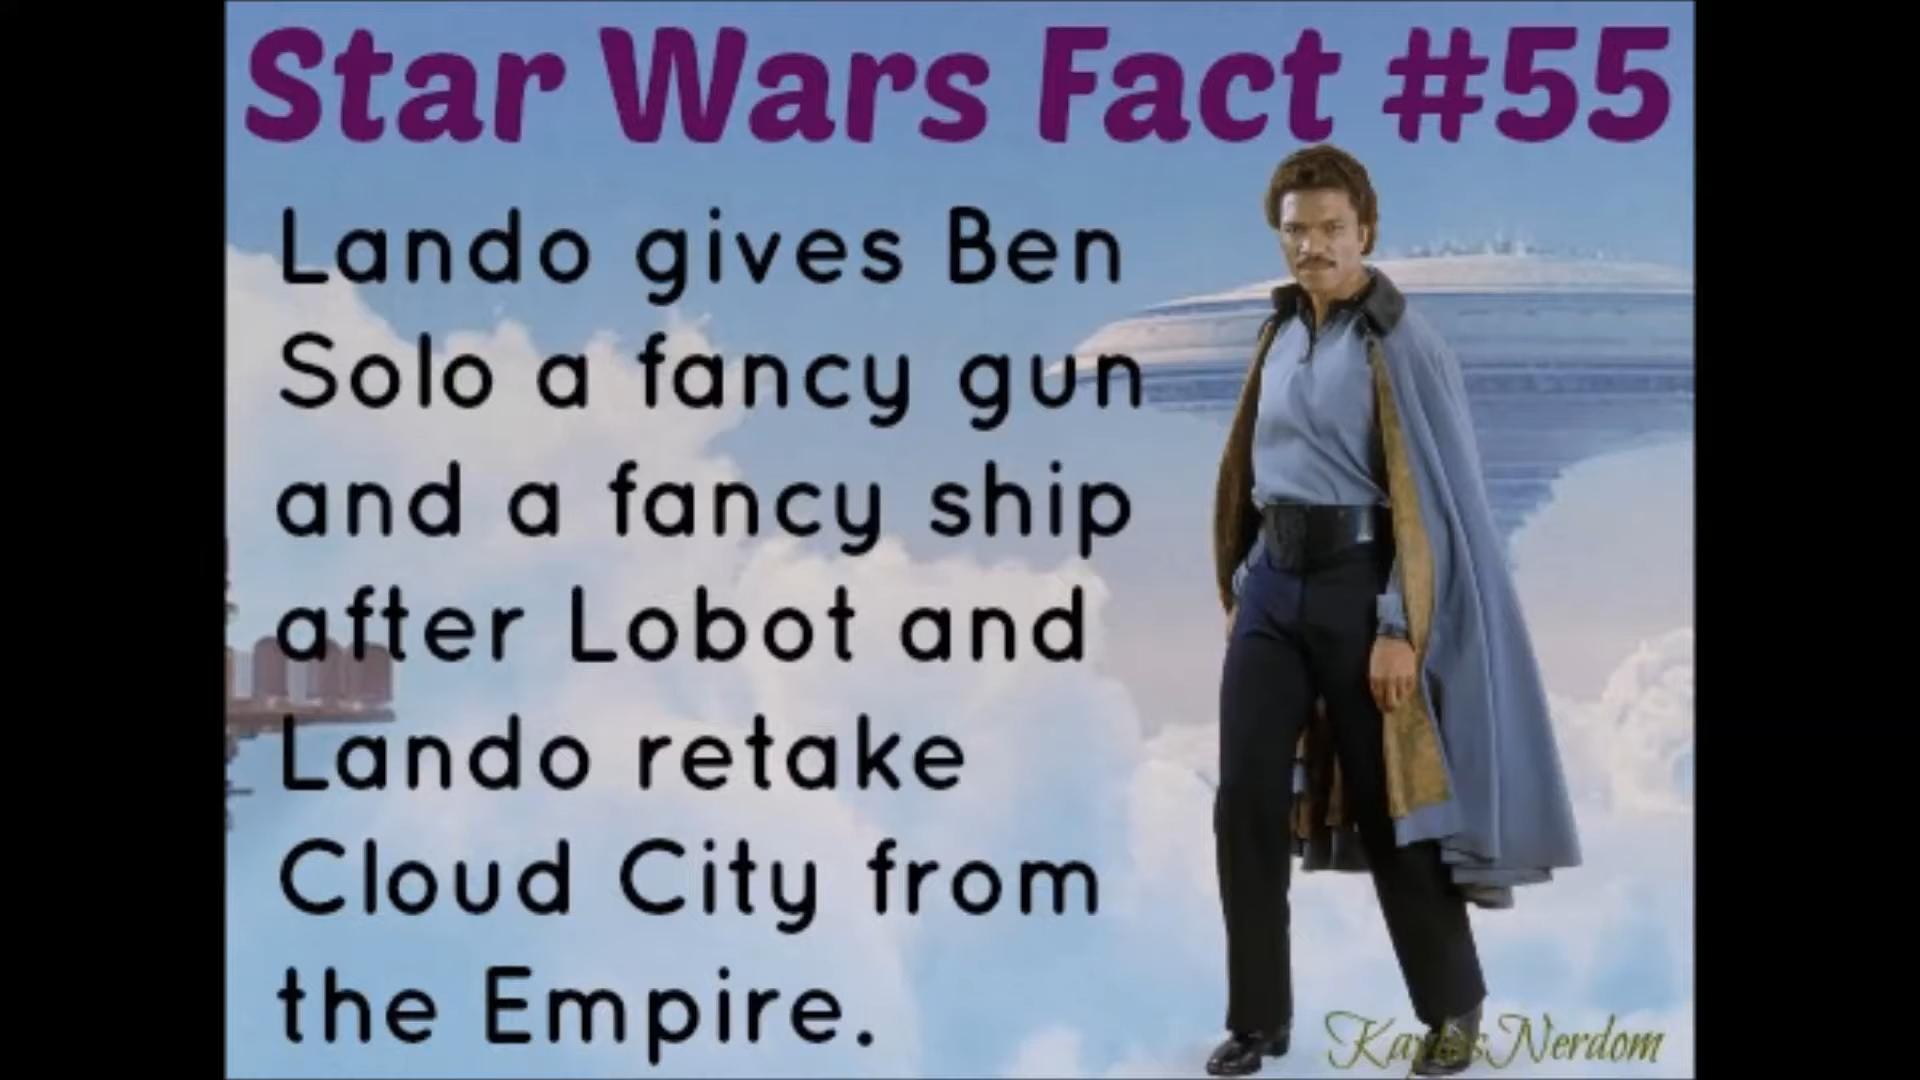 Star Wars Fact #55
Lando gives Ben
Solo a fancy gun
and a fancy ship
after Lobot and
Lando retake
Cloud City from
the Empire.